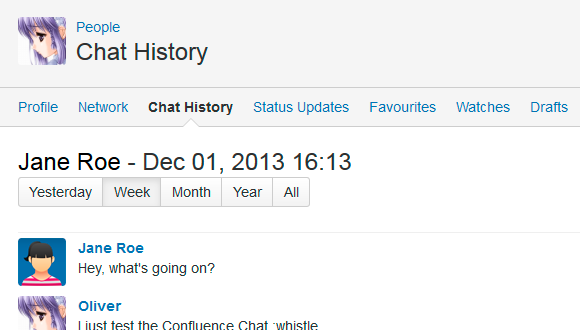 People
Chat History
Profile Network Chat History Status Updates Favourites Watches Drafts
Jane Roe - Dec 01, 2013 16:13
Yesterday Week Month Year All
Jane Roe
Hey, what's going on?
Oliver
I just test the Confluence Chat :whistle